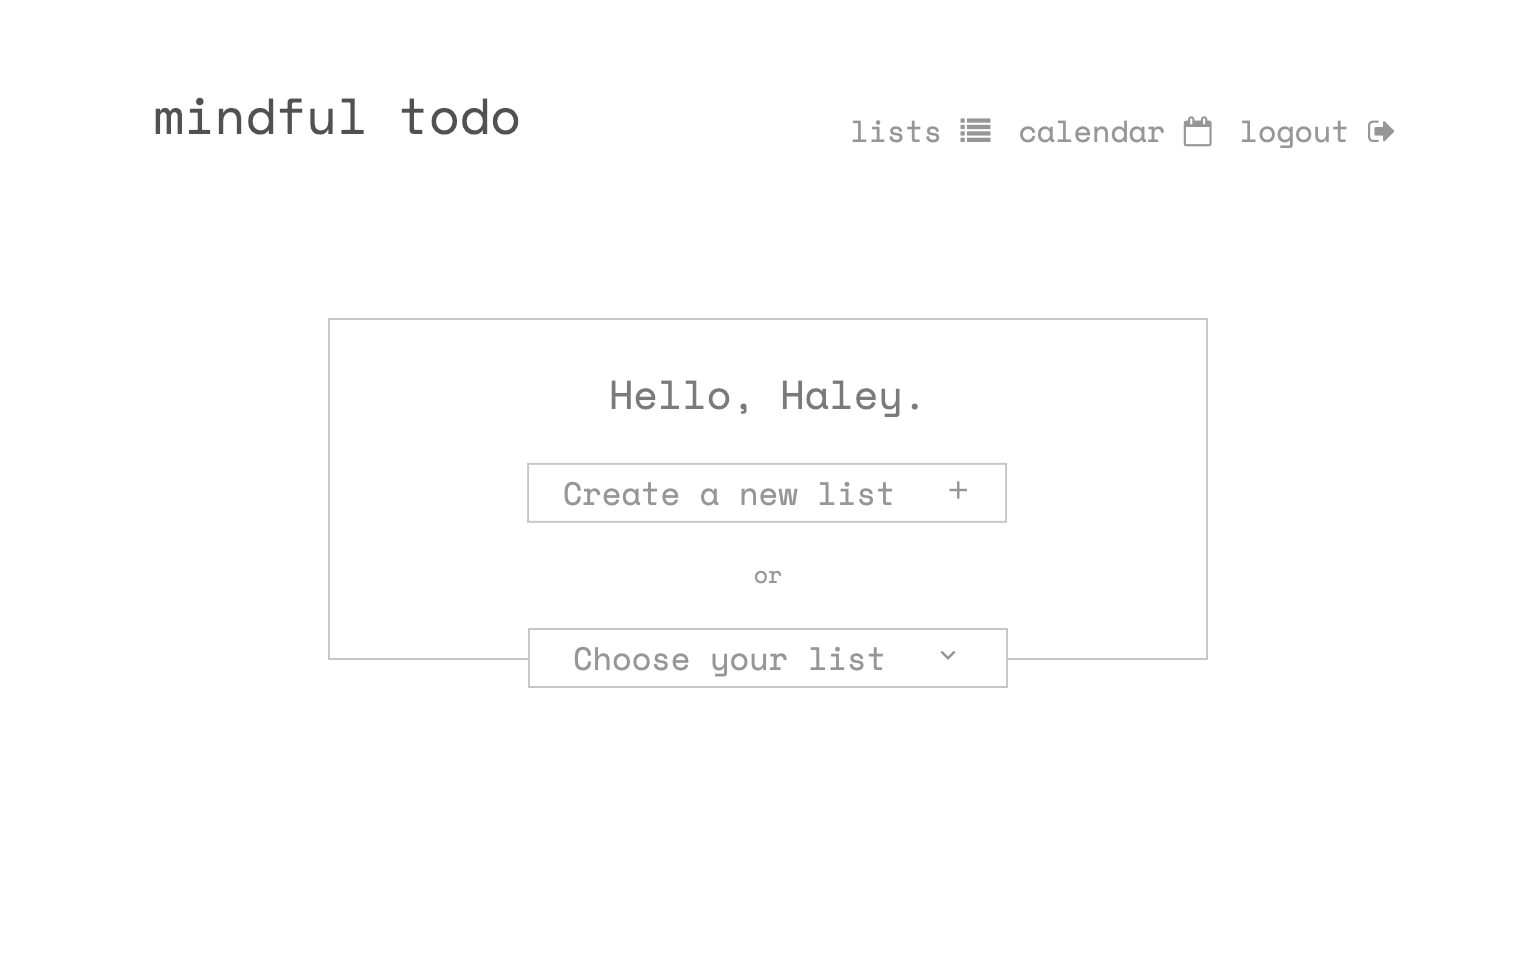 mindful todo
lists calendar logout
Hello, Haley.
Create a new list +
or
Choose your list